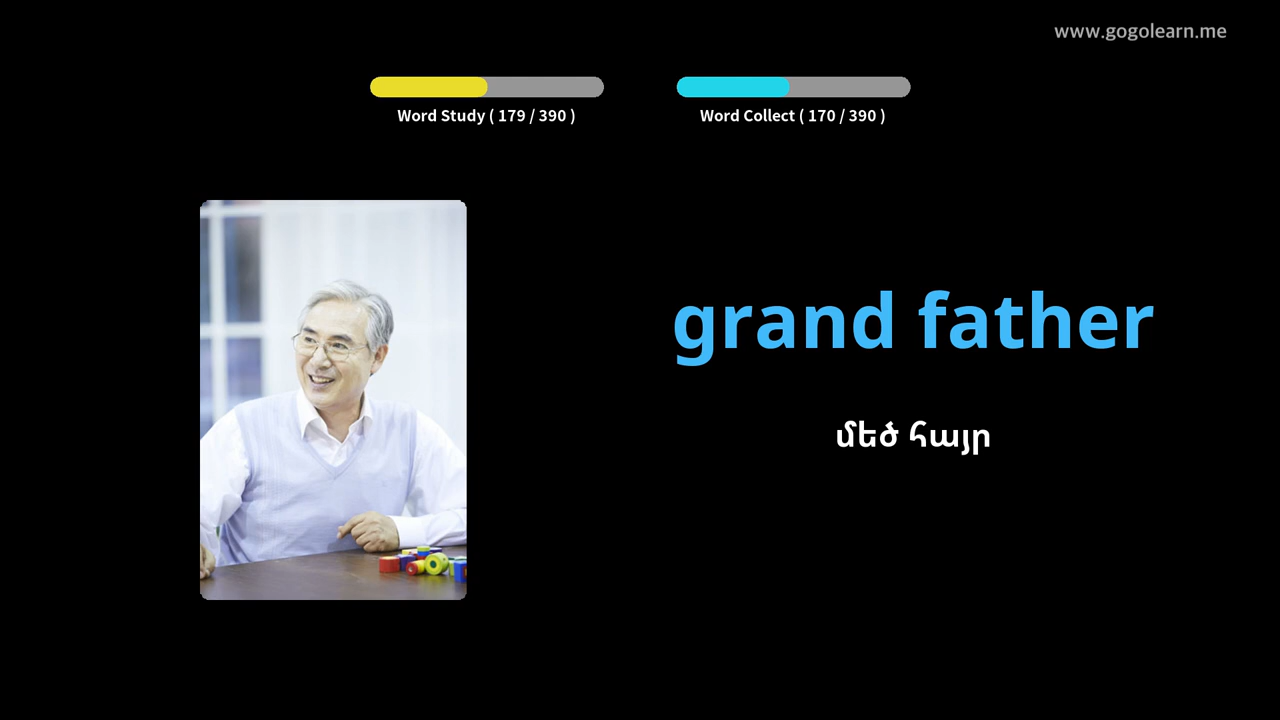 www.gogolearn.me
Word Study ( 179 / 390 )
Word Collect ( 170 / 390 )
grand father
մեծ հայր